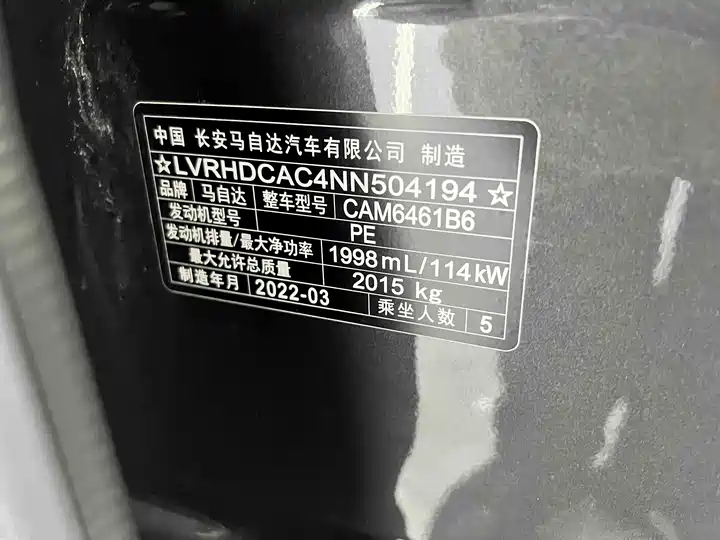 中国 长安马自达汽车有限公司 制造
☆LVRHDCAC4NN504194☆
品牌 马自达 整车型号 CAM6461B6
发动机型号 PE
发动机排量/最大净功率 1998mL/114kW
最大允许总质量 2015 kg
制造年月 2022-03 乘坐人数 5